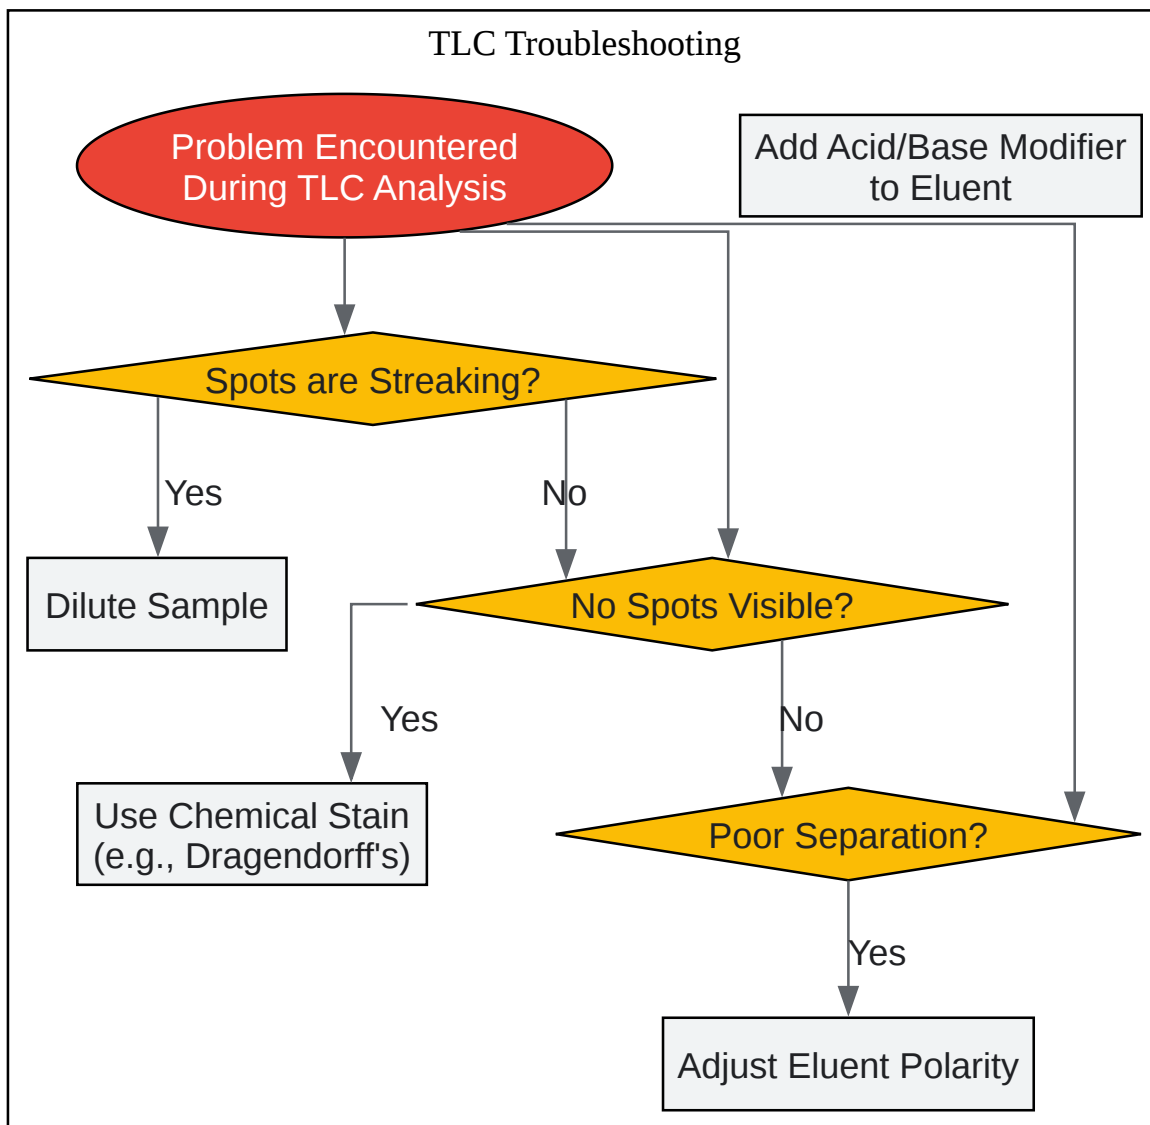 TLC Troubleshooting
Problem Encountered
During TLC Analysis
Add Acid/Base Modifier
to Eluent
Spots are Streaking?
Yes
No
Dilute Sample
No Spots Visible?
Yes
No
Use Chemical Stain
(e.g., Dragendorff's)
Poor Separation?
Yes
Adjust Eluent Polarity